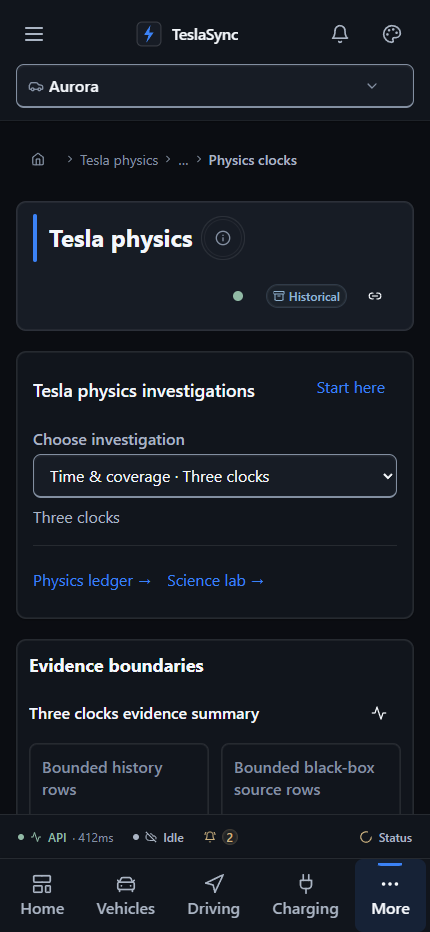 TeslaSync
Aurora
Tesla physics
...
Physics clocks
Tesla physics
Historical
Tesla physics investigations
Start here
Choose investigation
Time & coverage · Three clocks
Three clocks
Physics ledger →
Science lab →
Evidence boundaries
Three clocks evidence summary
Bounded history
rows
Bounded black-box
source rows
API · 412ms
Idle
2
Status
Home
Vehicles
Driving
Charging
More